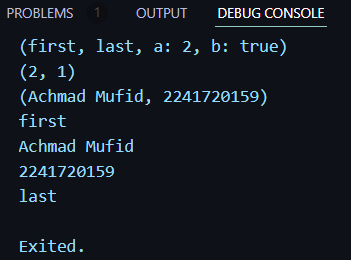 PROBLEMS 1 OUTPUT DEBUG CONSOLE
(first, last, a: 2, b: true)
(2, 1)
(Achmad Mufid, 2241720159)
first
Achmad Mufid
2241720159
last
Exited.